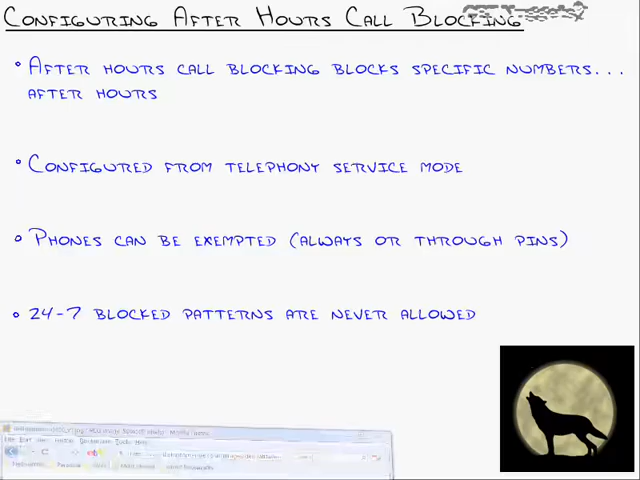 CONFIGURING AFTER HOURS CALL BLOCKING
• AFTER HOURS CALL BLOCKING BLOCKS SPECIFIC NUMBERS...
AFTER HOURS
• CONFIGURED FROM TELEPHONY SERVICE MODE
• PHONES CAN BE EXEMPTED (ALWAYS OR THROUGH PINS)
• 24-7 BLOCKED PATTERNS ARE NEVER ALLOWED